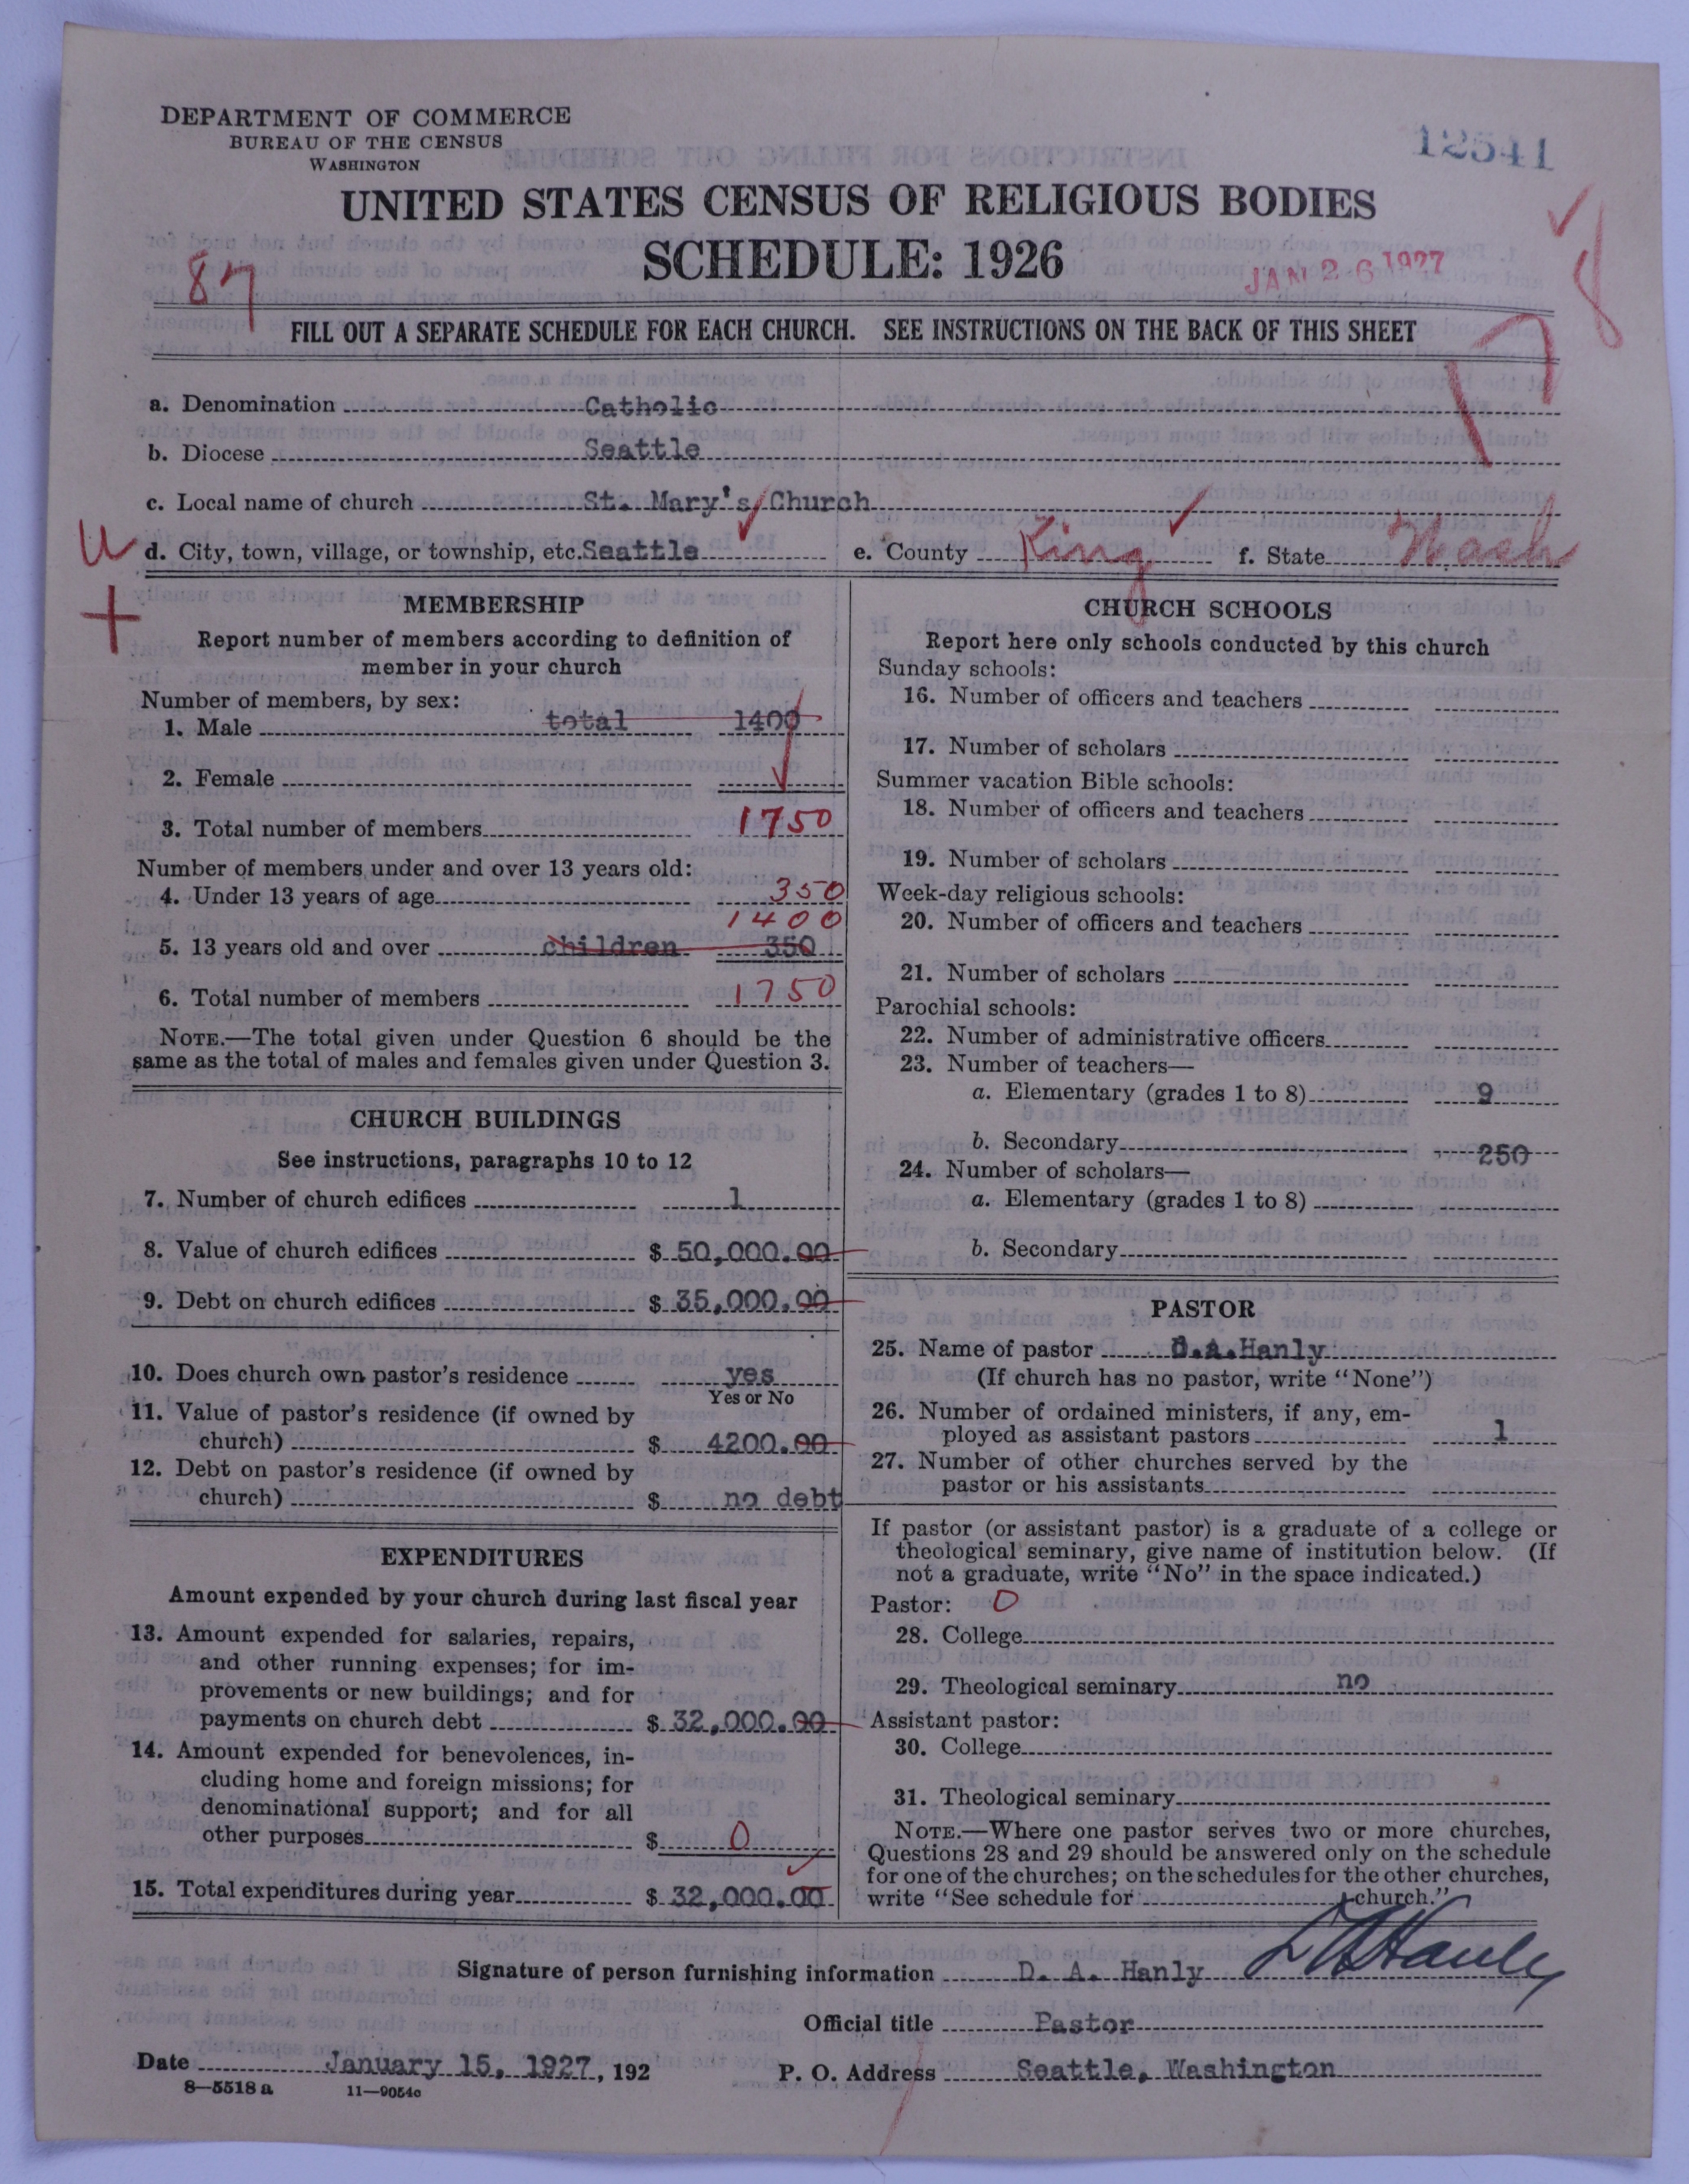 DEPARTMENT OF COMMERCE
BUREAU OF THE CENSUS
WASHINGTON
12541
UNITED STATES CENSUS OF RELIGIOUS BODIES
SCHEDULE: 1926
87
JAN 26 1927
8
FILL OUT A SEPARATE SCHEDULE FOR EACH CHURCH. SEE INSTRUCTIONS ON THE BACK OF THIS SHEET
a. Denomination Catholic
b. Diocese Seattle
c. Local name of church St. Mary's Church
U d. City, town, village, or township, etc. Seattle e. County King f. State Wash
MEMBERSHIP
Report number of members according to definition of
member in your church
Number of members, by sex:
1. Male total 1400
2. Female
3. Total number of members 1750
Number of members under and over 13 years old:
4. Under 13 years of age 350
1400
5. 13 years old and over children 350
6. Total number of members 1750
NOTE.—The total given under Question 6 should be the
same as the total of males and females given under Question 3.
CHURCH BUILDINGS
See instructions, paragraphs 10 to 12
7. Number of church edifices 1
8. Value of church edifices $ 50,000.00
9. Debt on church edifices $ 35,000.00
10. Does church own pastor's residence yes
Yes or No
11. Value of pastor's residence (if owned by
church) $ 4200.00
12. Debt on pastor's residence (if owned by
church) $ no debt
EXPENDITURES
Amount expended by your church during last fiscal year
13. Amount expended for salaries, repairs,
and other running expenses; for im-
provements or new buildings; and for
payments on church debt $ 32,000.00
14. Amount expended for benevolences, in-
cluding home and foreign missions; for
denominational support; and for all
other purposes $ 0
15. Total expenditures during year $ 32,000.00
CHURCH SCHOOLS
Report here only schools conducted by this church
Sunday schools:
16. Number of officers and teachers
17. Number of scholars
Summer vacation Bible schools:
18. Number of officers and teachers
19. Number of scholars
Week-day religious schools:
20. Number of officers and teachers
21. Number of scholars
Parochial schools:
22. Number of administrative officers
23. Number of teachers—
a. Elementary (grades 1 to 8) 9
b. Secondary 250
24. Number of scholars—
a. Elementary (grades 1 to 8)
b. Secondary
PASTOR
25. Name of pastor D.A.Hanly
(If church has no pastor, write "None")
26. Number of ordained ministers, if any, em-
ployed as assistant pastors 1
27. Number of other churches served by the
pastor or his assistants
If pastor (or assistant pastor) is a graduate of a college or
theological seminary, give name of institution below. (If
not a graduate, write "No" in the space indicated.)
Pastor: 0
28. College
29. Theological seminary no
Assistant pastor:
30. College
31. Theological seminary
NOTE.—Where one pastor serves two or more churches,
Questions 28 and 29 should be answered only on the schedule
for one of the churches; on the schedules for the other churches,
write "See schedule for church."
Signature of person furnishing information D. A. Hanly D A Hanly
Official title Pastor
Date January 15, 1927, 192 P. O. Address Seattle, Washington
8—5518 a 11—9054c